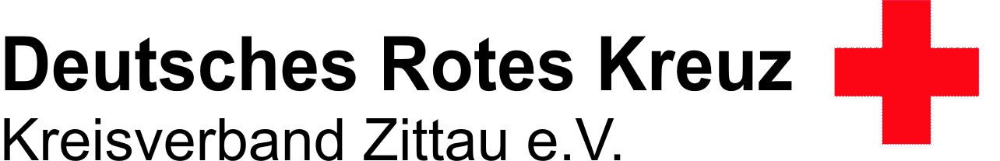 Deutsches Rotes Kreuz
Kreisverband Zittau e.V.